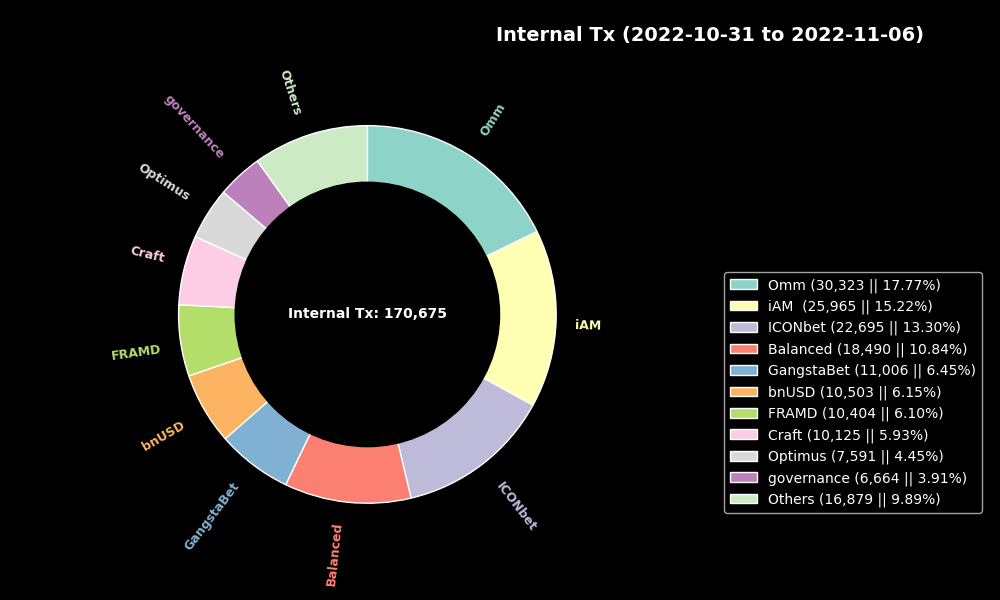 Internal Tx (2022-10-31 to 2022-11-06)
Others
Omm
governance
Optimus
Craft
iAM
FRAMD
bnUSD
GangstaBet
ICONbet
Balanced
Internal Tx: 170,675
Omm (30,323 || 17.77%)
iAM  (25,965 || 15.22%)
ICONbet (22,695 || 13.30%)
Balanced (18,490 || 10.84%)
GangstaBet (11,006 || 6.45%)
bnUSD (10,503 || 6.15%)
FRAMD (10,404 || 6.10%)
Craft (10,125 || 5.93%)
Optimus (7,591 || 4.45%)
governance (6,664 || 3.91%)
Others (16,879 || 9.89%)